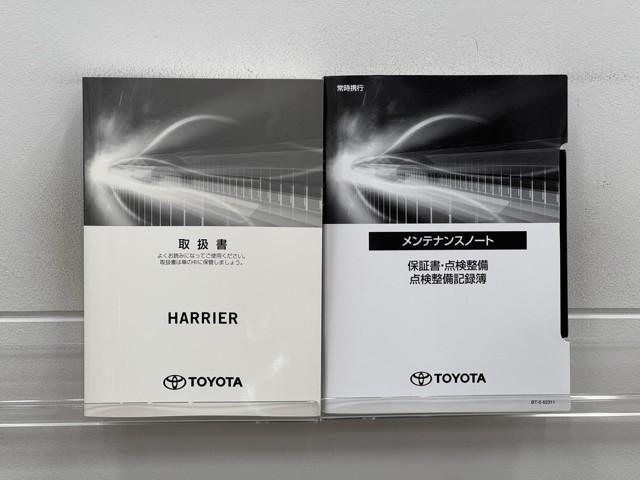 取扱書
よくお読みになってご使用ください。
取扱書は車の中に保管しましょう。
HARRIER
TOYOTA
常時携行
メンテナンスノート
保証書・点検整備
点検整備記録簿
TOYOTA
BT-E-62311